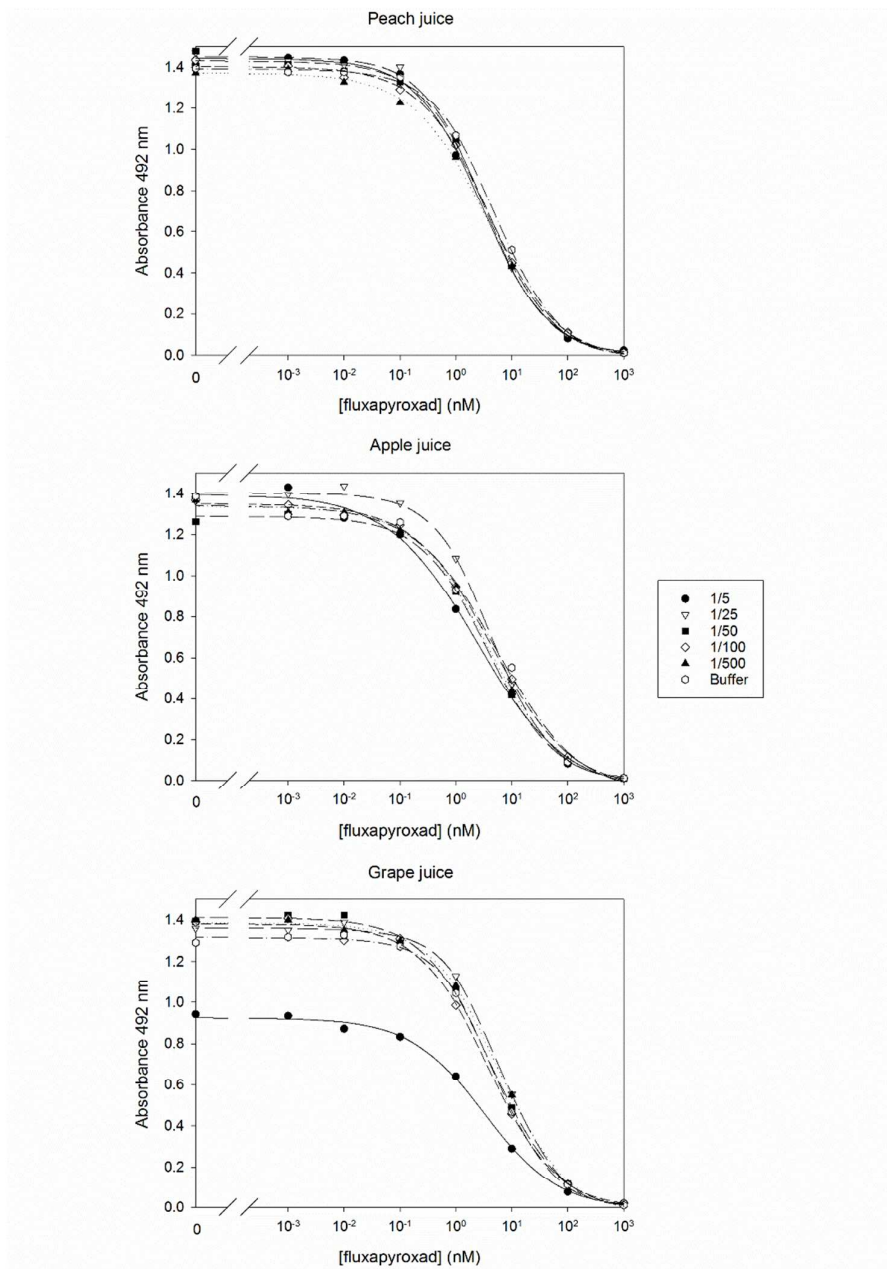 Peach juice
1.4
1.2
1.0
0.8
0.6
0.4
0.2
0.0
Absorbance 492 nm
0 10⁻³ 10⁻² 10⁻¹ 10⁰ 10¹ 10² 10³
[fluxapyroxad] (nM)
Apple juice
1.4
1.2
1.0
0.8
0.6
0.4
0.2
0.0
Absorbance 492 nm
0 10⁻³ 10⁻² 10⁻¹ 10⁰ 10¹ 10² 10³
[fluxapyroxad] (nM)
1/5
1/25
1/50
1/100
1/500
Buffer
Grape juice
1.4
1.2
1.0
0.8
0.6
0.4
0.2
0.0
Absorbance 492 nm
0 10⁻³ 10⁻² 10⁻¹ 10⁰ 10¹ 10² 10³
[fluxapyroxad] (nM)